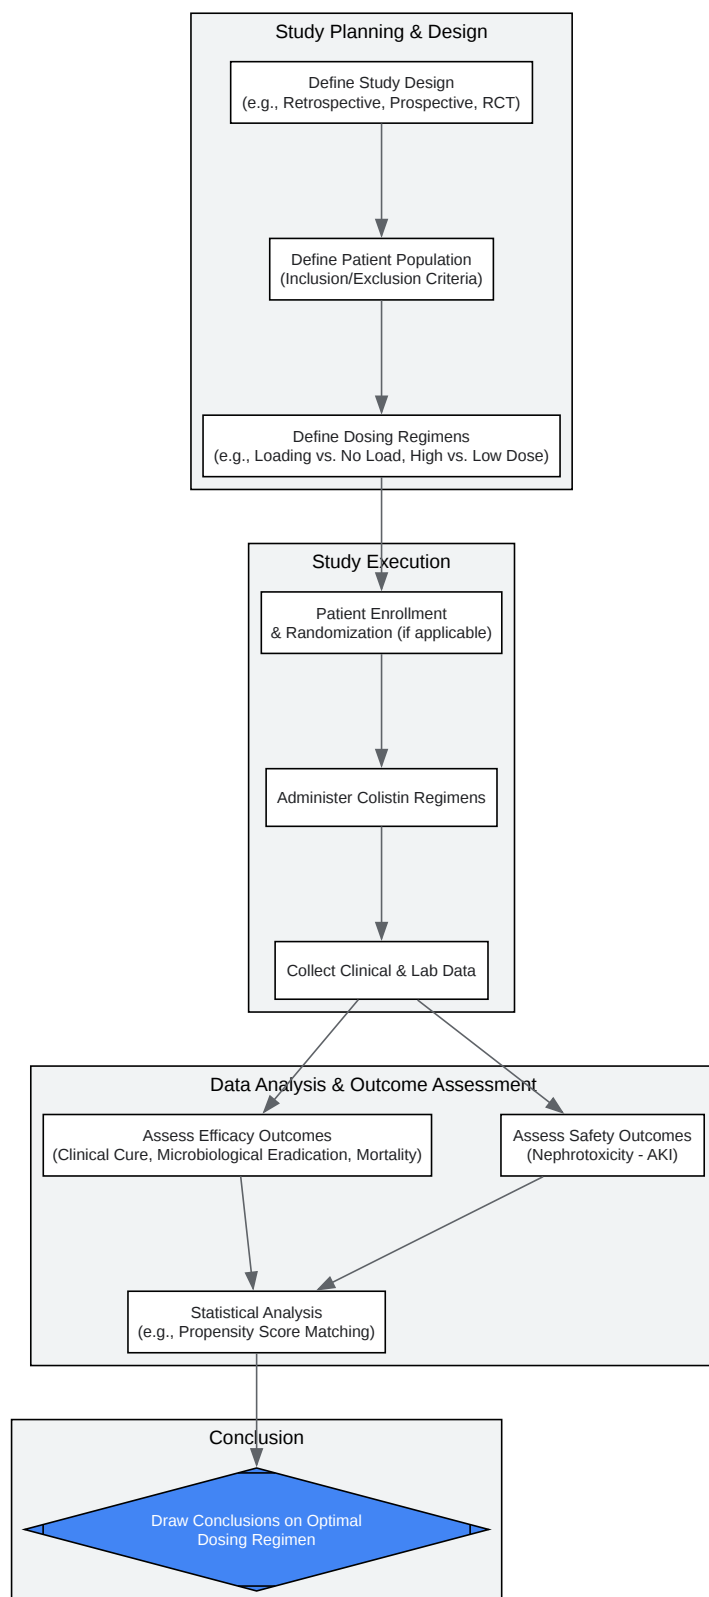 Study Planning & Design
Define Study Design
(e.g., Retrospective, Prospective, RCT)
Define Patient Population
(Inclusion/Exclusion Criteria)
Define Dosing Regimens
(e.g., Loading vs. No Load, High vs. Low Dose)
Study Execution
Patient Enrollment
& Randomization (if applicable)
Administer Colistin Regimens
Collect Clinical & Lab Data
Data Analysis & Outcome Assessment
Assess Efficacy Outcomes
(Clinical Cure, Microbiological Eradication, Mortality)
Assess Safety Outcomes
(Nephrotoxicity - AKI)
Statistical Analysis
(e.g., Propensity Score Matching)
Conclusion
Draw Conclusions on Optimal
Dosing Regimen